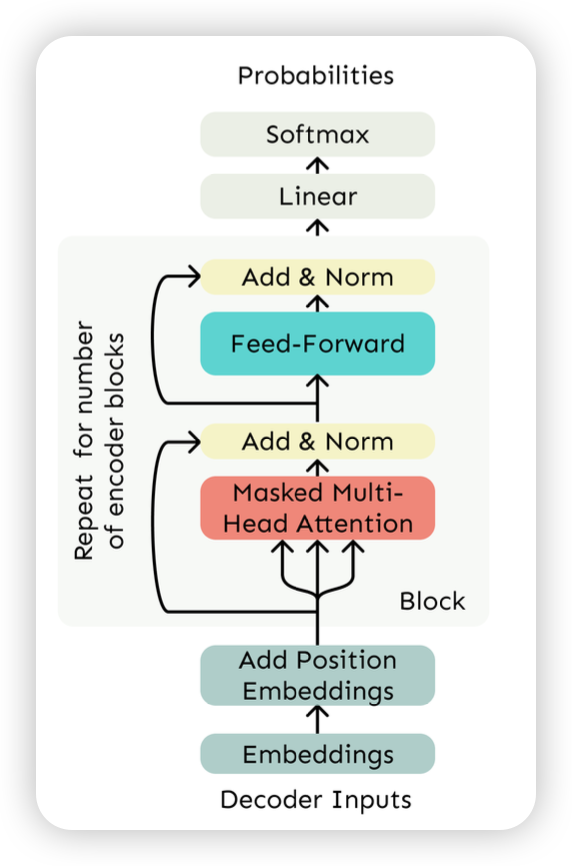 Probabilities
Softmax
Linear
Add & Norm
Feed-Forward
Repeat for number
of encoder blocks
Add & Norm
Masked Multi-
Head Attention
Block
Add Position
Embeddings
Embeddings
Decoder Inputs